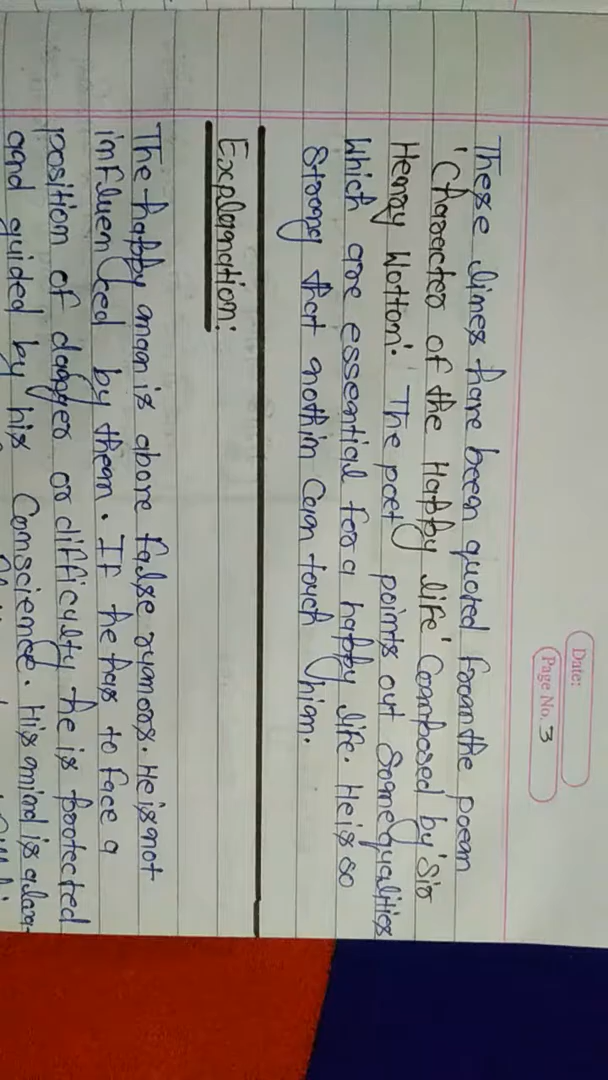 Date:
Page No. 3
These lines have been quoted from the poem
'Character of the Happy life' Composed by 'Sir
Henry Wottom'. The poet points out Some qualities
Which are essential for a happy life. He is so
Strong that nothin Can touch him.
Explanation:
The happy man is above false rumors. He is not
influenced by them. If he has to face a
position of danger or difficulty he is protected
and guided by his Conscience. His mind is